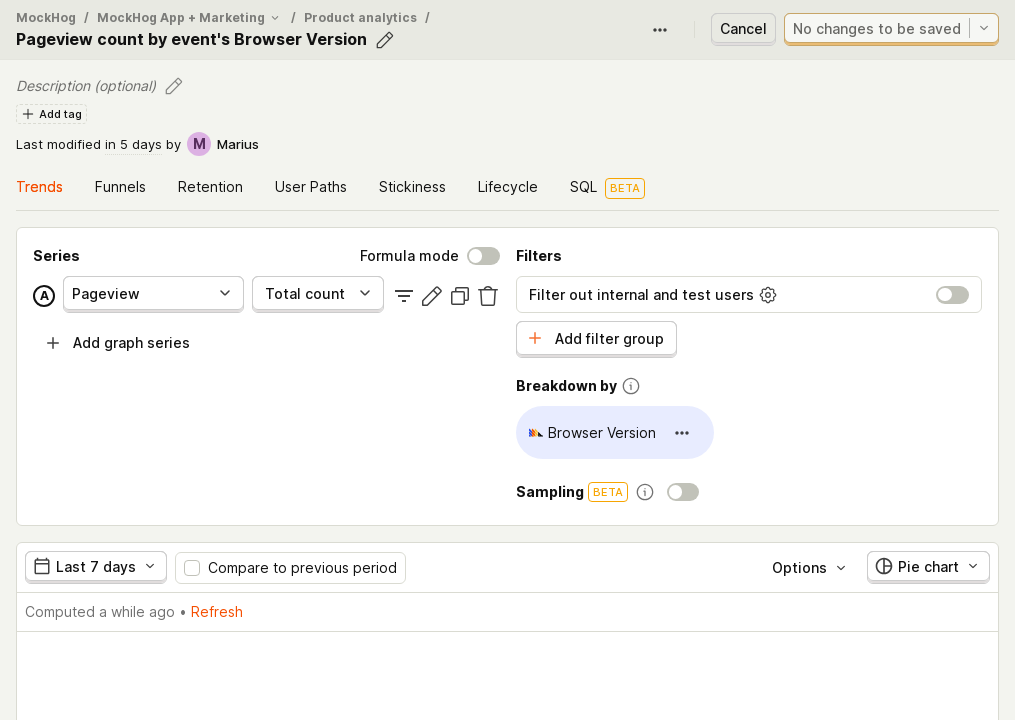 MockHog / MockHog App + Marketing / Product analytics /
Pageview count by event's Browser Version
Cancel
No changes to be saved
Description (optional)
Add tag
Last modified in 5 days by M Marius
Trends Funnels Retention User Paths Stickiness Lifecycle SQL BETA
Series
Formula mode
A Pageview Total count
Add graph series
Filters
Filter out internal and test users
Add filter group
Breakdown by
Browser Version
Sampling BETA
Last 7 days
Compare to previous period
Options
Pie chart
Computed a while ago • Refresh